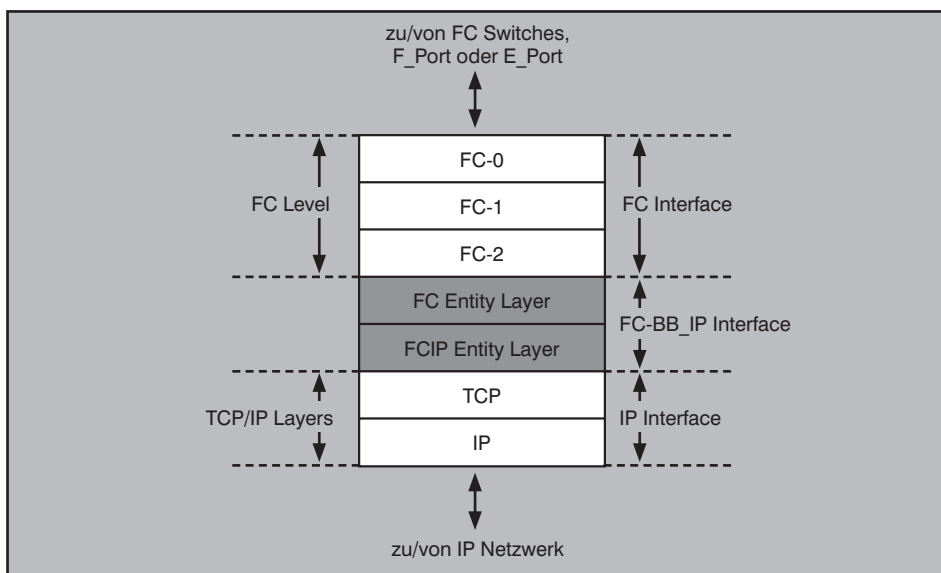 zu/von FC Switches,
F_Port oder E_Port
FC-0
FC Level
FC-1
FC Interface
FC-2
FC Entity Layer
FC-BB_IP Interface
FCIP Entity Layer
TCP
TCP/IP Layers
IP Interface
IP
zu/von IP Netzwerk